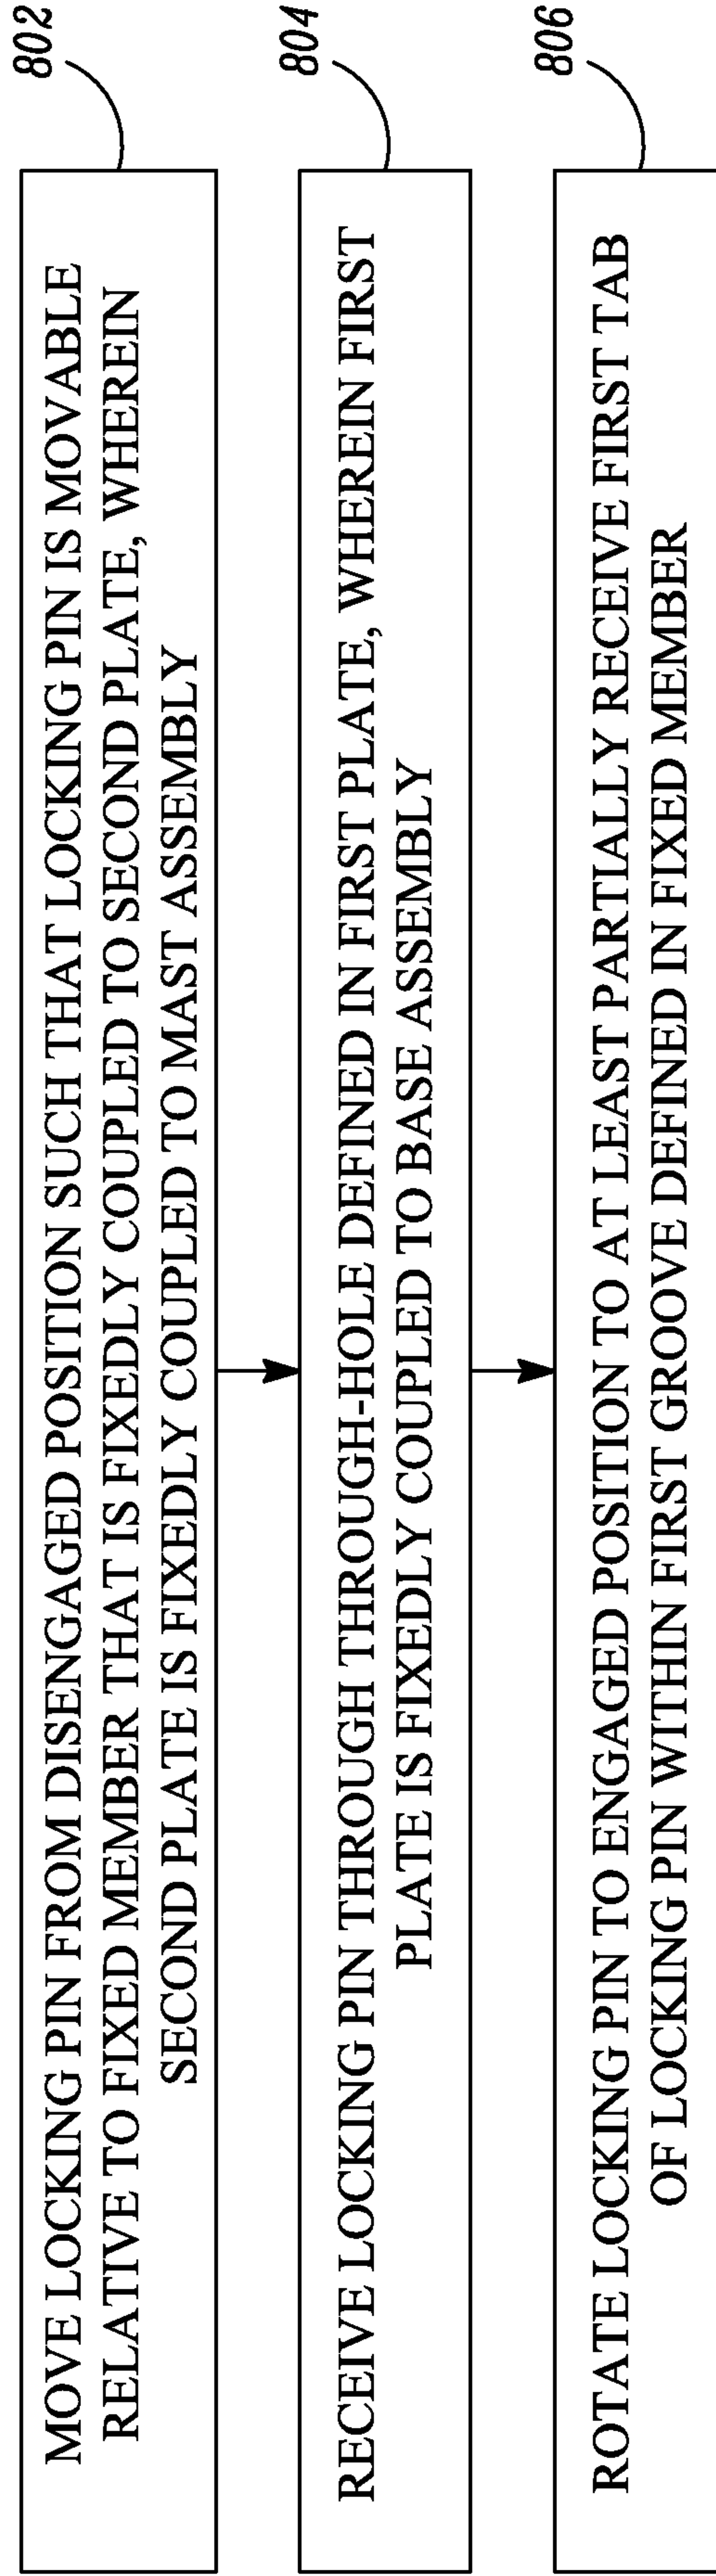 802
MOVE LOCKING PIN FROM DISENGAGED POSITION SUCH THAT LOCKING PIN IS MOVABLE
RELATIVE TO FIXED MEMBER THAT IS FIXEDLY COUPLED TO SECOND PLATE, WHEREIN
SECOND PLATE IS FIXEDLY COUPLED TO MAST ASSEMBLY
804
RECEIVE LOCKING PIN THROUGH THROUGH-HOLE DEFINED IN FIRST PLATE, WHEREIN FIRST
PLATE IS FIXEDLY COUPLED TO BASE ASSEMBLY
806
ROTATE LOCKING PIN TO ENGAGED POSITION TO AT LEAST PARTIALLY RECEIVE FIRST TAB
OF LOCKING PIN WITHIN FIRST GROOVE DEFINED IN FIXED MEMBER